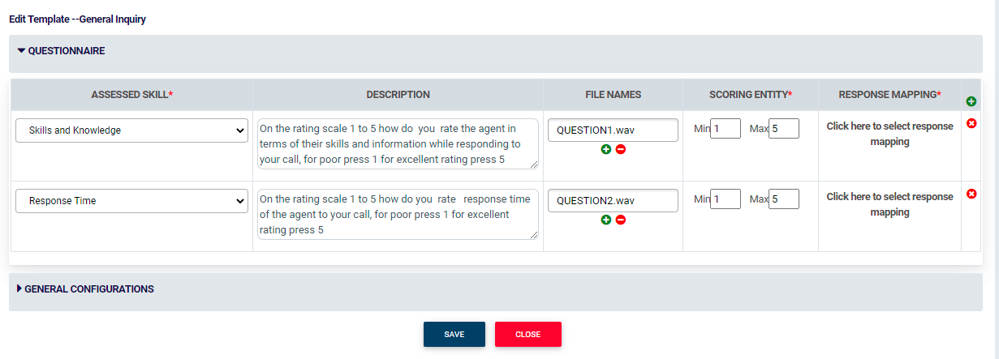 Edit Template --General Inquiry
QUESTIONNAIRE
ASSESSED SKILL* DESCRIPTION FILE NAMES SCORING ENTITY* RESPONSE MAPPING*
Skills and Knowledge
On the rating scale 1 to 5 how do you rate the agent in
terms of their skills and information while responding to
your call, for poor press 1 for excellent rating press 5
QUESTION1.wav
Min 1 Max 5
Click here to select response
mapping
Response Time
On the rating scale 1 to 5 how do you rate response time
of the agent to your call, for poor press 1 for excellent
rating press 5
QUESTION2.wav
Min 1 Max 5
Click here to select response
mapping
GENERAL CONFIGURATIONS
SAVE CLOSE